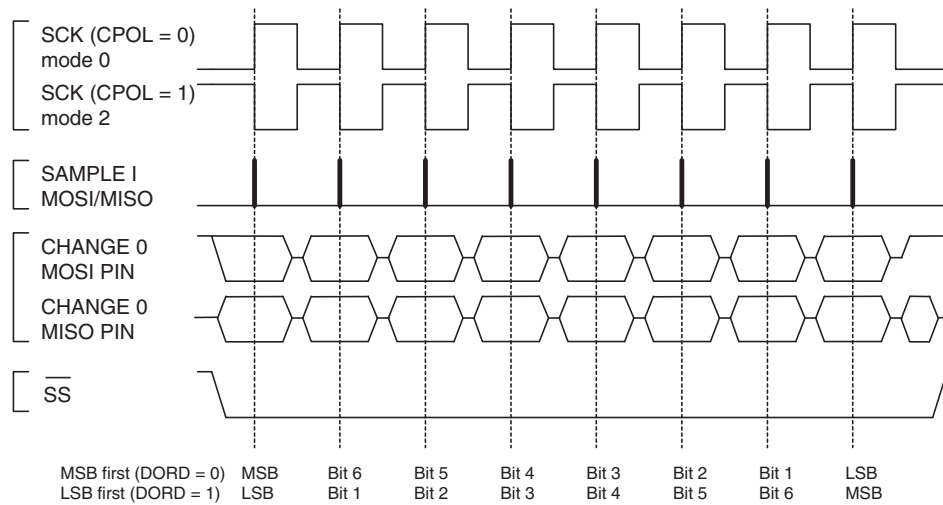 SCK (CPOL = 0)
mode 0
SCK (CPOL = 1)
mode 2
SAMPLE I
MOSI/MISO
CHANGE 0
MOSI PIN
CHANGE 0
MISO PIN
SS
MSB first (DORD = 0) MSB Bit 6 Bit 5 Bit 4 Bit 3 Bit 2 Bit 1 LSB
LSB first (DORD = 1) LSB Bit 1 Bit 2 Bit 3 Bit 4 Bit 5 Bit 6 MSB